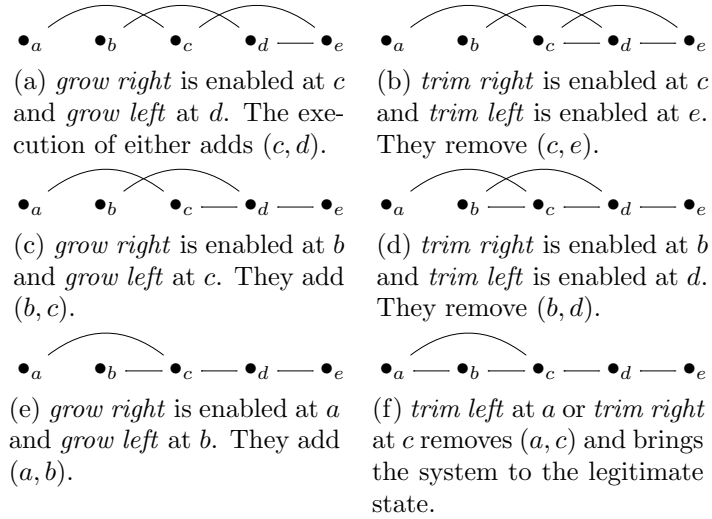 a b c d e
a b c d e
(a) grow right is enabled at c
and grow left at d. The exe-
cution of either adds (c, d).
(b) trim right is enabled at c
and trim left is enabled at e.
They remove (c, e).
a b c d e
a b c d e
(c) grow right is enabled at b
and grow left at c. They add
(b, c).
(d) trim right is enabled at b
and trim left is enabled at d.
They remove (b, d).
a b c d e
a b c d e
(e) grow right is enabled at a
and grow left at b. They add
(a, b).
(f) trim left at a or trim right
at c removes (a, c) and brings
the system to the legitimate
state.